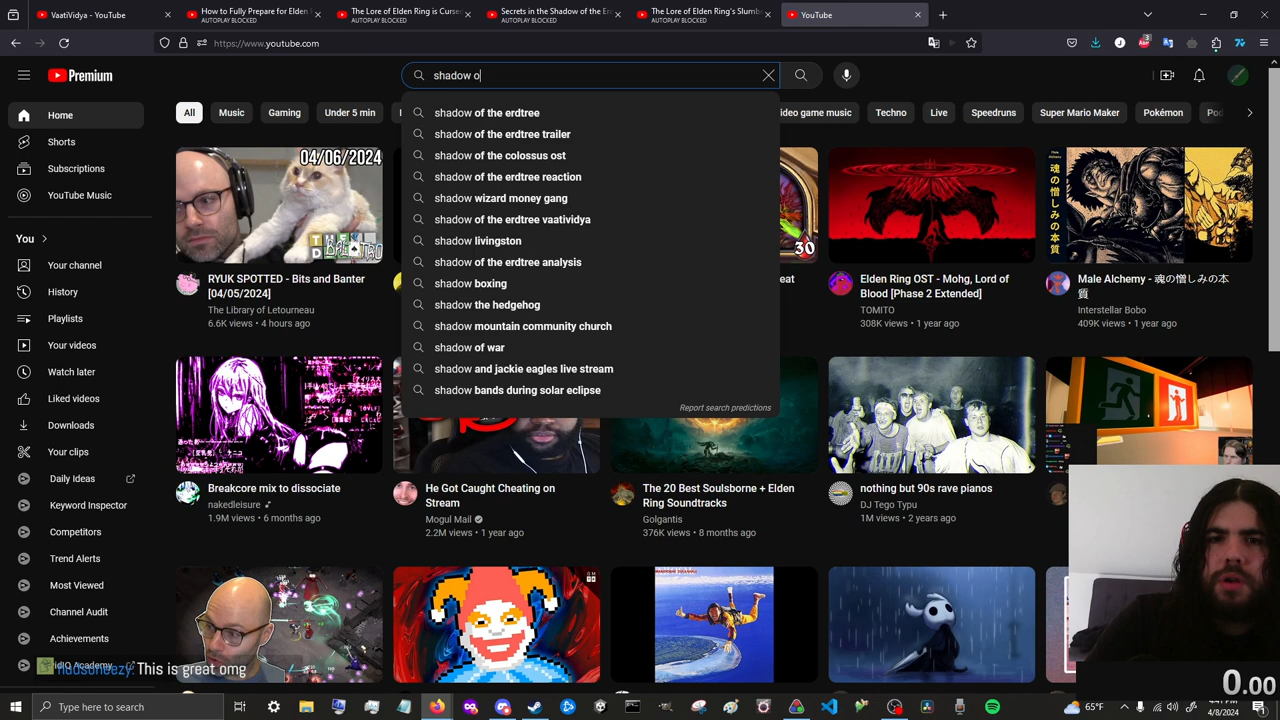 VaatiVidya - YouTube
How to Fully Prepare for Elden
AUTOPLAY BLOCKED
The Lore of Elden Ring is Curse
AUTOPLAY BLOCKED
Secrets in the Shadow of the Er
AUTOPLAY BLOCKED
The Lore of Elden Ring's Slumb
AUTOPLAY BLOCKED
YouTube
https://www.youtube.com
Premium
shadow o
Home
Shorts
Subscriptions
YouTube Music
You
Your channel
History
Playlists
Your videos
Watch later
Liked videos
Downloads
Your clips
Daily Ideas
Keyword Inspector
Competitors
Trend Alerts
Most Viewed
Channel Audit
Achievements
All
Music
Gaming
Under 5 min
ideo game music
Techno
Live
Speedruns
Super Mario Maker
Pokémon
shadow of the erdtree
shadow of the erdtree trailer
shadow of the colossus ost
shadow of the erdtree reaction
shadow wizard money gang
shadow of the erdtree vaatividya
shadow livingston
shadow of the erdtree analysis
shadow boxing
shadow the hedgehog
shadow mountain community church
shadow of war
shadow and jackie eagles live stream
shadow bands during solar eclipse
Report search predictions
04/06/2024
RYUK SPOTTED - Bits and Banter
[04/05/2024]
The Library of Letourneau
6.6K views • 4 hours ago
30
eat
Elden Ring OST - Mohg, Lord of
Blood [Phase 2 Extended]
TOMITO
308K views • 1 year ago
魂の憎しみの本質
Male Alchemy - 魂の憎しみの本
質
Interstellar Bobo
409K views • 1 year ago
Breakcore mix to dissociate
nakedleisure
1.9M views • 6 months ago
He Got Caught Cheating on
Stream
Mogul Mail
2.2M views • 1 year ago
The 20 Best Soulsborne + Elden
Ring Soundtracks
Golgantis
376K views • 8 months ago
nothing but 90s rave pianos
DJ Tego Typu
1M views • 2 years ago
This is great omg
0.00
Type here to search
65°F
4/8/2024